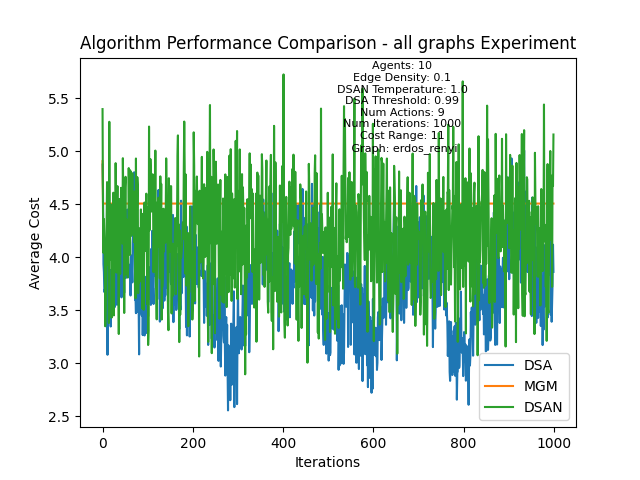 Algorithm Performance Comparison - all graphs Experiment
Agents: 10
Edge Density: 0.1
DSAN Temperature: 1.0
DSA Threshold: 0.99
Num Actions: 9
Num Iterations: 1000
Cost Range: 11
Graph: erdos_renyi
Average Cost
5.5
5.0
4.5
4.0
3.5
3.0
2.5
DSA
MGM
DSAN
0
200
400
600
800
1000
Iterations